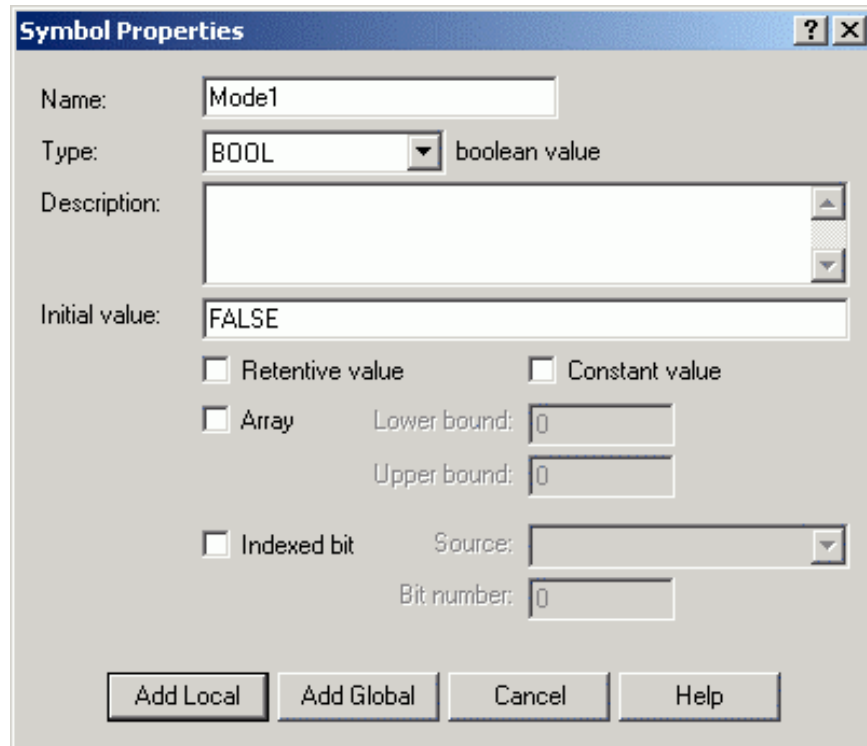 Symbol Properties
Name: Mode1
Type: BOOL boolean value
Description:
Initial value: FALSE
Retentive value Constant value
Array Lower bound: 0
Upper bound: 0
Indexed bit Source:
Bit number: 0
Add Local Add Global Cancel Help